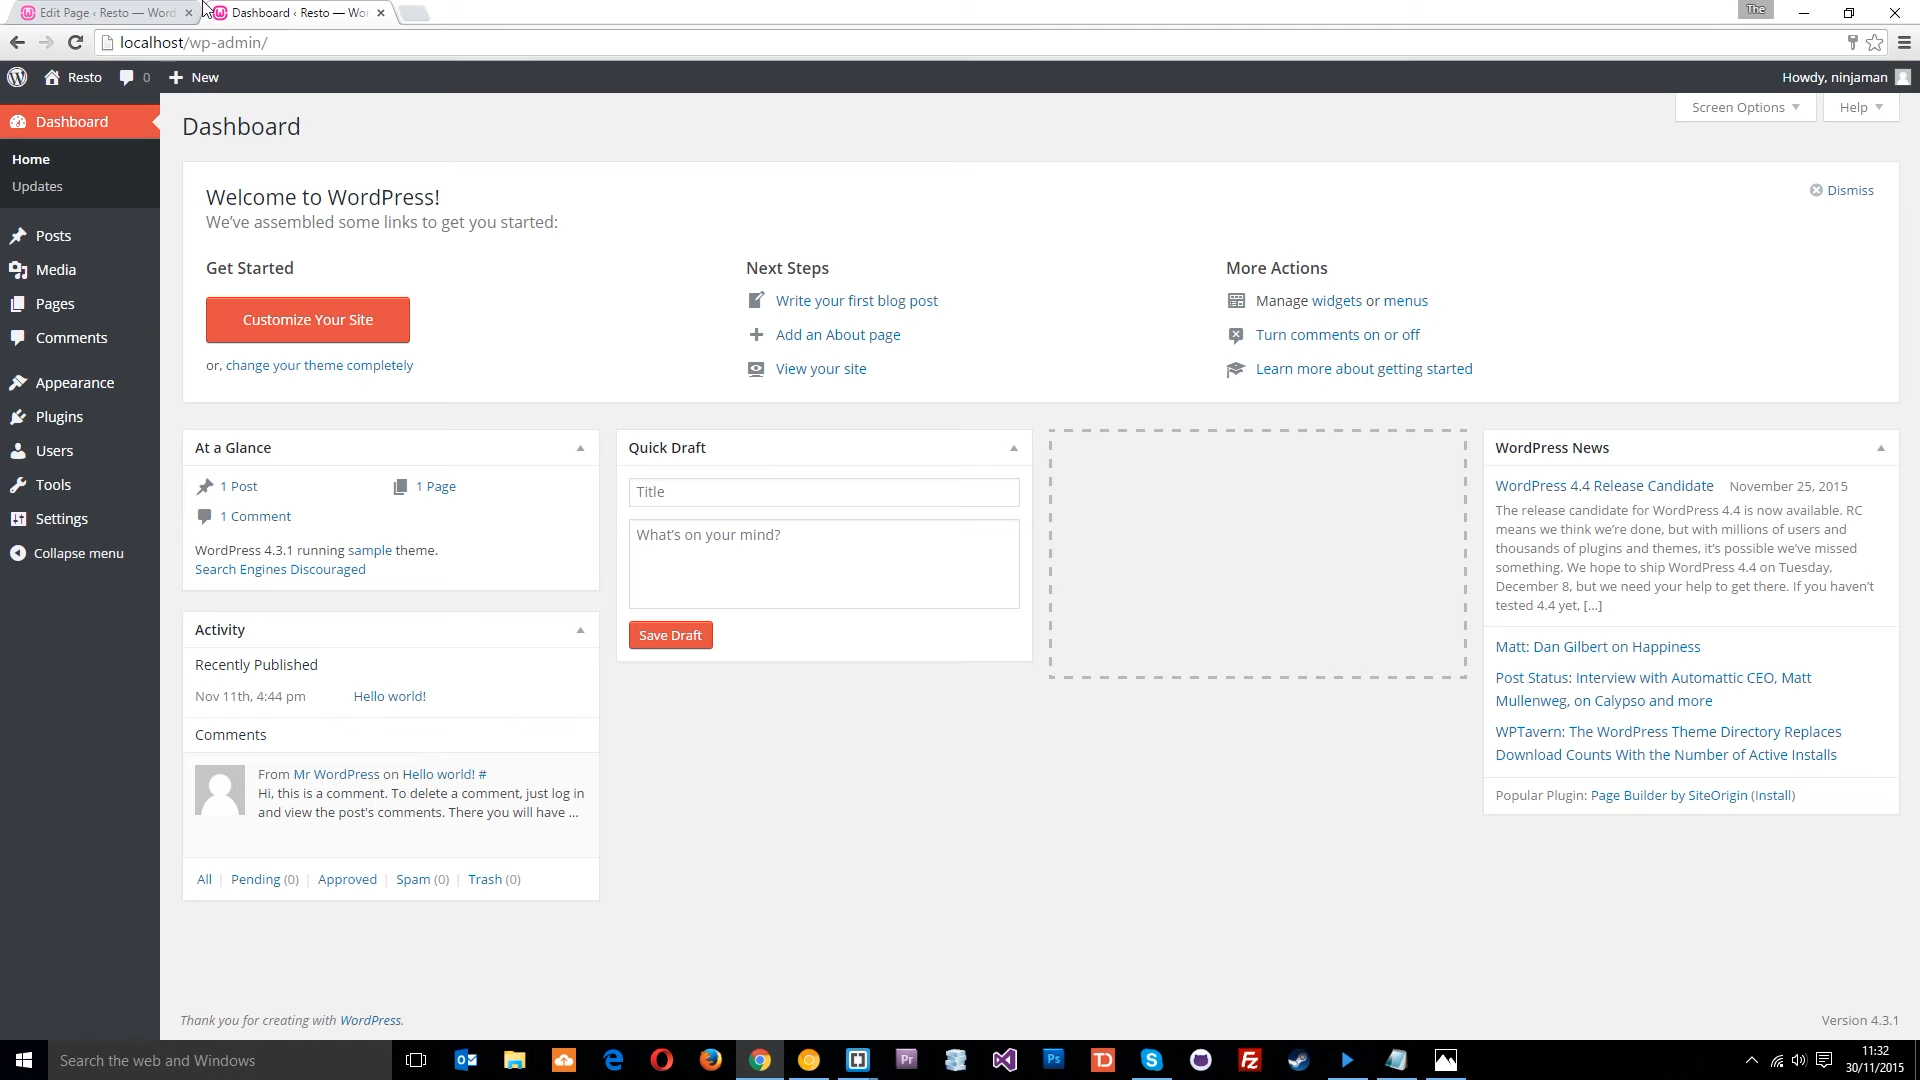 Edit Page ‹ Resto — Word
Dashboard ‹ Resto — Wo
The
localhost/wp-admin/
Resto
0
New
Howdy, ninjaman
Dashboard
Home
Updates
Posts
Media
Pages
Comments
Appearance
Plugins
Users
Tools
Settings
Collapse menu
Screen Options
Help
Dashboard
Welcome to WordPress!
We've assembled some links to get you started:
Dismiss
Get Started
Customize Your Site
or, change your theme completely
Next Steps
Write your first blog post
Add an About page
View your site
More Actions
Manage widgets or menus
Turn comments on or off
Learn more about getting started
At a Glance
1 Post
1 Page
1 Comment
WordPress 4.3.1 running sample theme.
Search Engines Discouraged
Activity
Recently Published
Nov 11th, 4:44 pm
Hello world!
Comments
From Mr WordPress on Hello world! #
Hi, this is a comment. To delete a comment, just log in
and view the post's comments. There you will have ...
All | Pending (0) | Approved | Spam (0) | Trash (0)
Quick Draft
Title
What's on your mind?
Save Draft
WordPress News
WordPress 4.4 Release Candidate November 25, 2015
The release candidate for WordPress 4.4 is now available. RC
means we think we're done, but with millions of users and
thousands of plugins and themes, it's possible we've missed
something. We hope to ship WordPress 4.4 on Tuesday,
December 8, but we need your help to get there. If you haven't
tested 4.4 yet, […]
Matt: Dan Gilbert on Happiness
Post Status: Interview with Automattic CEO, Matt
Mullenweg, on Calypso and more
WPTavern: The WordPress Theme Directory Replaces
Download Counts With the Number of Active Installs
Popular Plugin: Page Builder by SiteOrigin (Install)
Thank you for creating with WordPress.
Version 4.3.1
Search the web and Windows
Pr
Ps
TD
Fz
11:32
30/11/2015